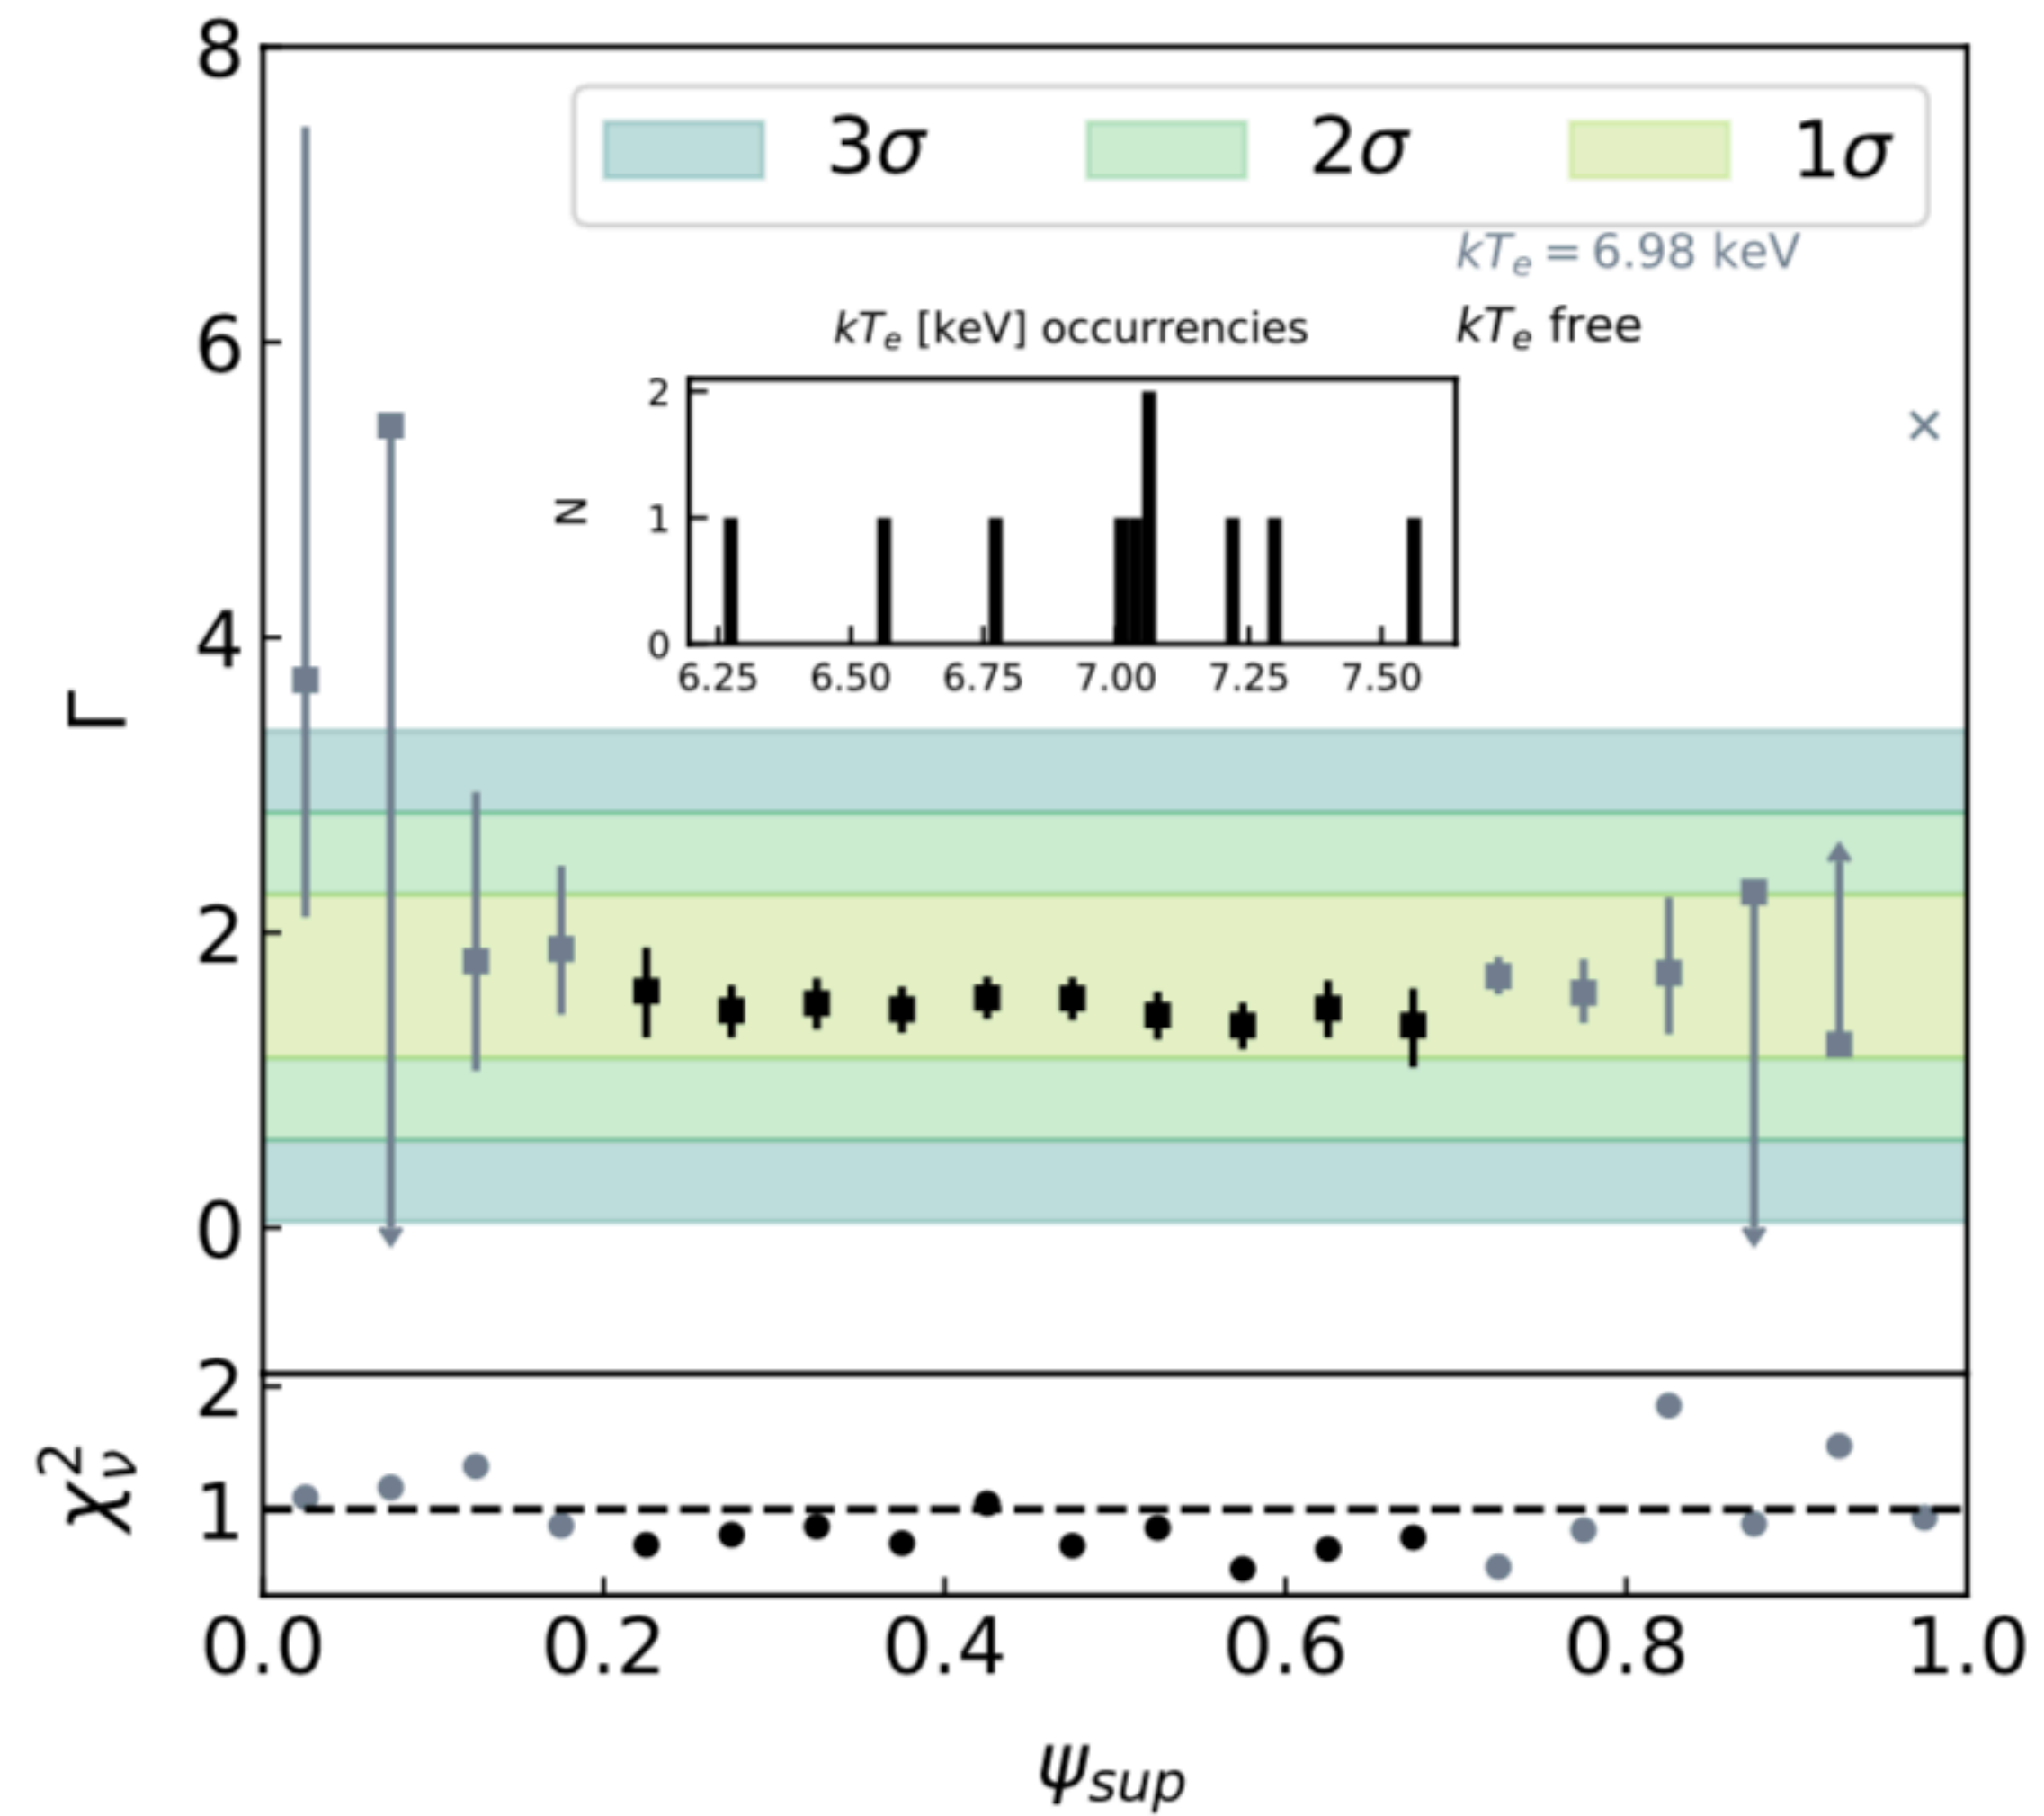 8
3σ 2σ 1σ
kTₑ = 6.98 keV
kTₑ [keV] occurrencies kTₑ free
6
2
N 1
0
6.25 6.50 6.75 7.00 7.25 7.50
4
Γ
2
0
2
χ²ᵥ
1
0.0 0.2 0.4 0.6 0.8 1.0
ψsup